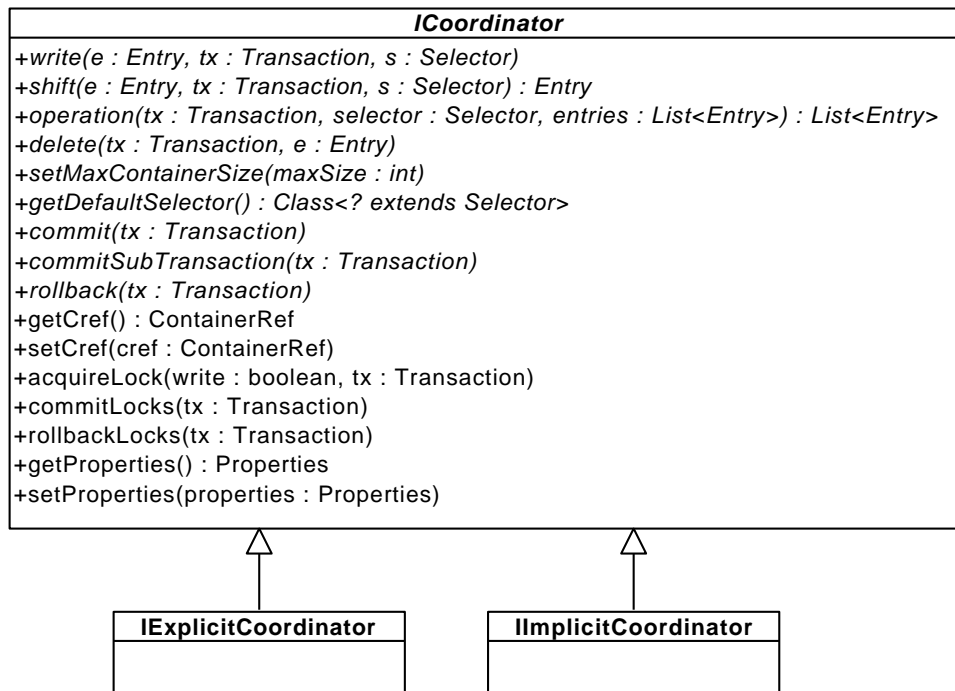 ICoordinator
+write(e : Entry, tx : Transaction, s : Selector)
+shift(e : Entry, tx : Transaction, s : Selector) : Entry
+operation(tx : Transaction, selector : Selector, entries : List<Entry>) : List<Entry>
+delete(tx : Transaction, e : Entry)
+setMaxContainerSize(maxSize : int)
+getDefaultSelector() : Class<? extends Selector>
+commit(tx : Transaction)
+commitSubTransaction(tx : Transaction)
+rollback(tx : Transaction)
+getCref() : ContainerRef
+setCref(cref : ContainerRef)
+acquireLock(write : boolean, tx : Transaction)
+commitLocks(tx : Transaction)
+rollbackLocks(tx : Transaction)
+getProperties() : Properties
+setProperties(properties : Properties)
IExplicitCoordinator
IImplicitCoordinator